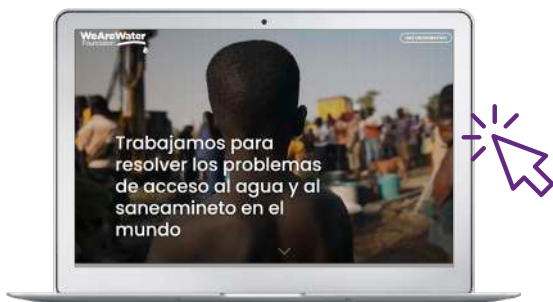 WeAreWater
Foundation
Trabajamos para
resolver los problemas
de acceso al agua y al
saneamineto en el
mundo